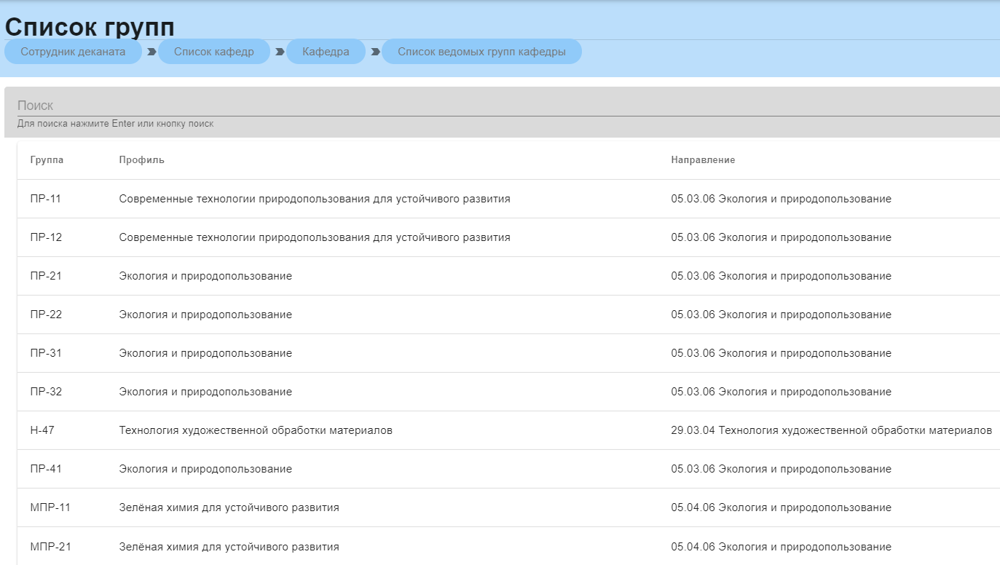 Список групп
Сотрудник деканата Список кафедр Кафедра Список ведомых групп кафедры
Поиск
Для поиска нажмите Enter или кнопку поиск
Группа Профиль Направление
ПР-11 Современные технологии природопользования для устойчивого развития 05.03.06 Экология и природопользование
ПР-12 Современные технологии природопользования для устойчивого развития 05.03.06 Экология и природопользование
ПР-21 Экология и природопользование 05.03.06 Экология и природопользование
ПР-22 Экология и природопользование 05.03.06 Экология и природопользование
ПР-31 Экология и природопользование 05.03.06 Экология и природопользование
ПР-32 Экология и природопользование 05.03.06 Экология и природопользование
Н-47 Технология художественной обработки материалов 29.03.04 Технология художественной обработки материалов
ПР-41 Экология и природопользование 05.03.06 Экология и природопользование
МПР-11 Зелёная химия для устойчивого развития 05.04.06 Экология и природопользование
МПР-21 Зелёная химия для устойчивого развития 05.04.06 Экология и природопользование